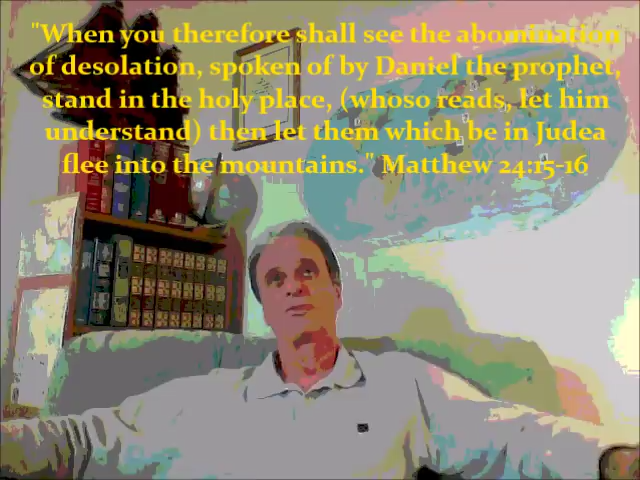 "When you therefore shall see the abomination
of desolation, spoken of by Daniel the prophet,
stand in the holy place, (whoso reads, let him
understand) then let them which be in Judea
flee into the mountains." Matthew 24:15-16